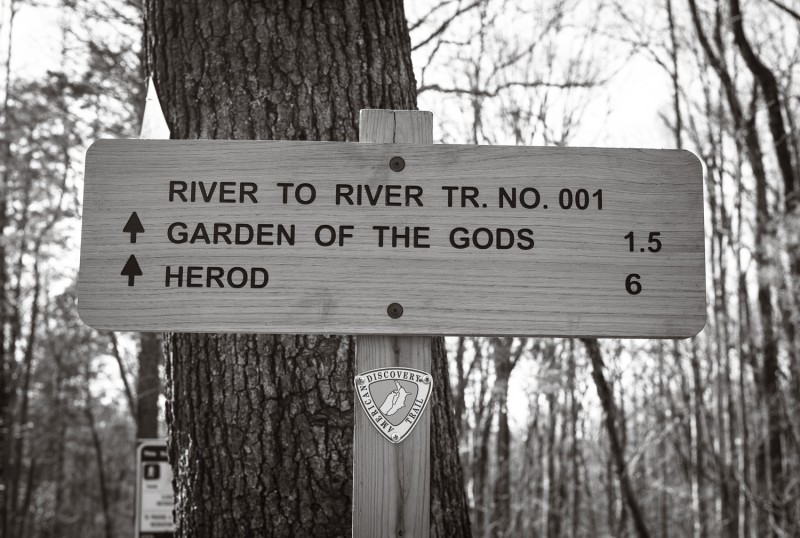 RIVER TO RIVER TR. NO. 001
GARDEN OF THE GODS 1.5
HEROD 6
DISCOVERY
AMERICAN TRAIL